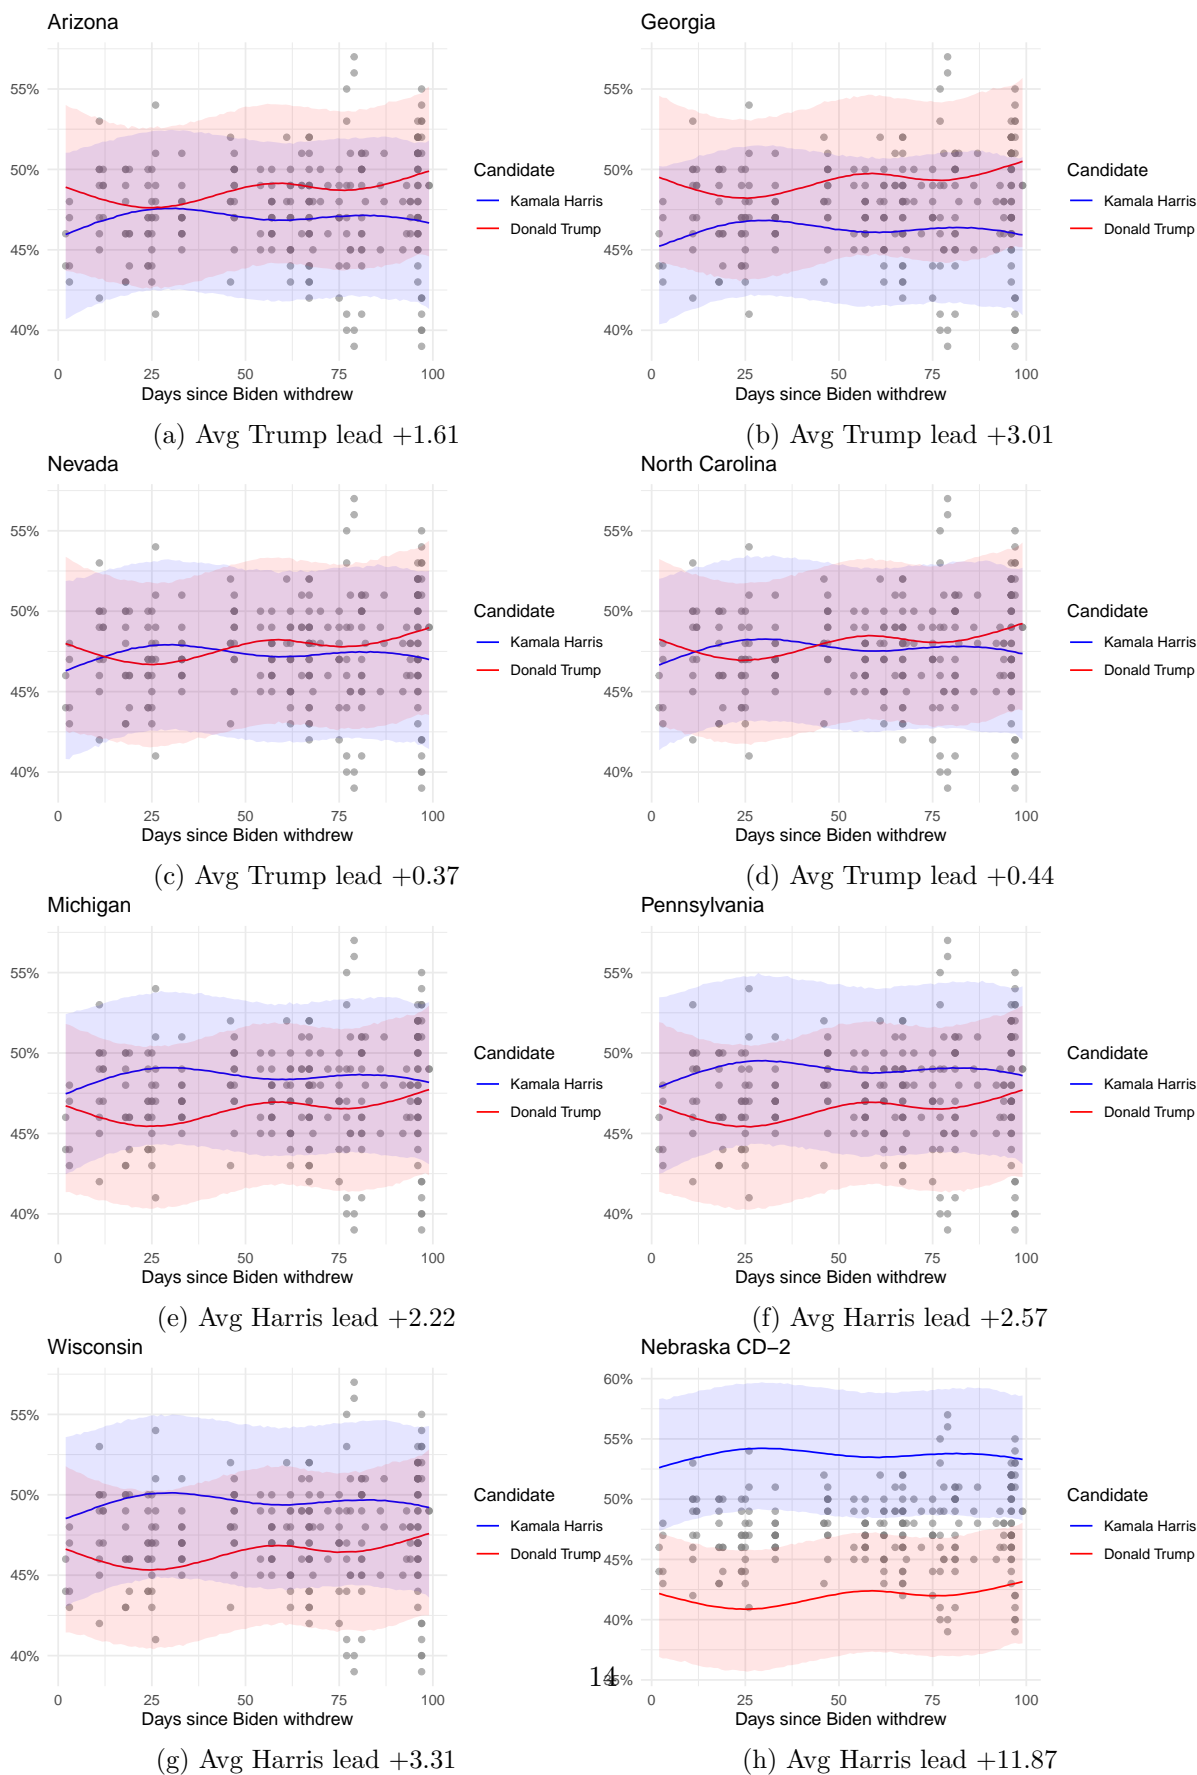 Arizona
55%
50%
45%
40%
0 25 50 75 100
Days since Biden withdrew
Candidate
Kamala Harris
Donald Trump
(a) Avg Trump lead +1.61
Georgia
55%
50%
45%
40%
0 25 50 75 100
Days since Biden withdrew
Candidate
Kamala Harris
Donald Trump
(b) Avg Trump lead +3.01
Nevada
55%
50%
45%
40%
0 25 50 75 100
Days since Biden withdrew
Candidate
Kamala Harris
Donald Trump
(c) Avg Trump lead +0.37
North Carolina
55%
50%
45%
40%
0 25 50 75 100
Days since Biden withdrew
Candidate
Kamala Harris
Donald Trump
(d) Avg Trump lead +0.44
Michigan
55%
50%
45%
40%
0 25 50 75 100
Days since Biden withdrew
Candidate
Kamala Harris
Donald Trump
(e) Avg Harris lead +2.22
Pennsylvania
55%
50%
45%
40%
0 25 50 75 100
Days since Biden withdrew
Candidate
Kamala Harris
Donald Trump
(f) Avg Harris lead +2.57
Wisconsin
55%
50%
45%
40%
0 25 50 75 100
Days since Biden withdrew
Candidate
Kamala Harris
Donald Trump
(g) Avg Harris lead +3.31
Nebraska CD−2
60%
55%
50%
45%
40%
35%
0 25 50 75 100
Days since Biden withdrew
Candidate
Kamala Harris
Donald Trump
(h) Avg Harris lead +11.87
14